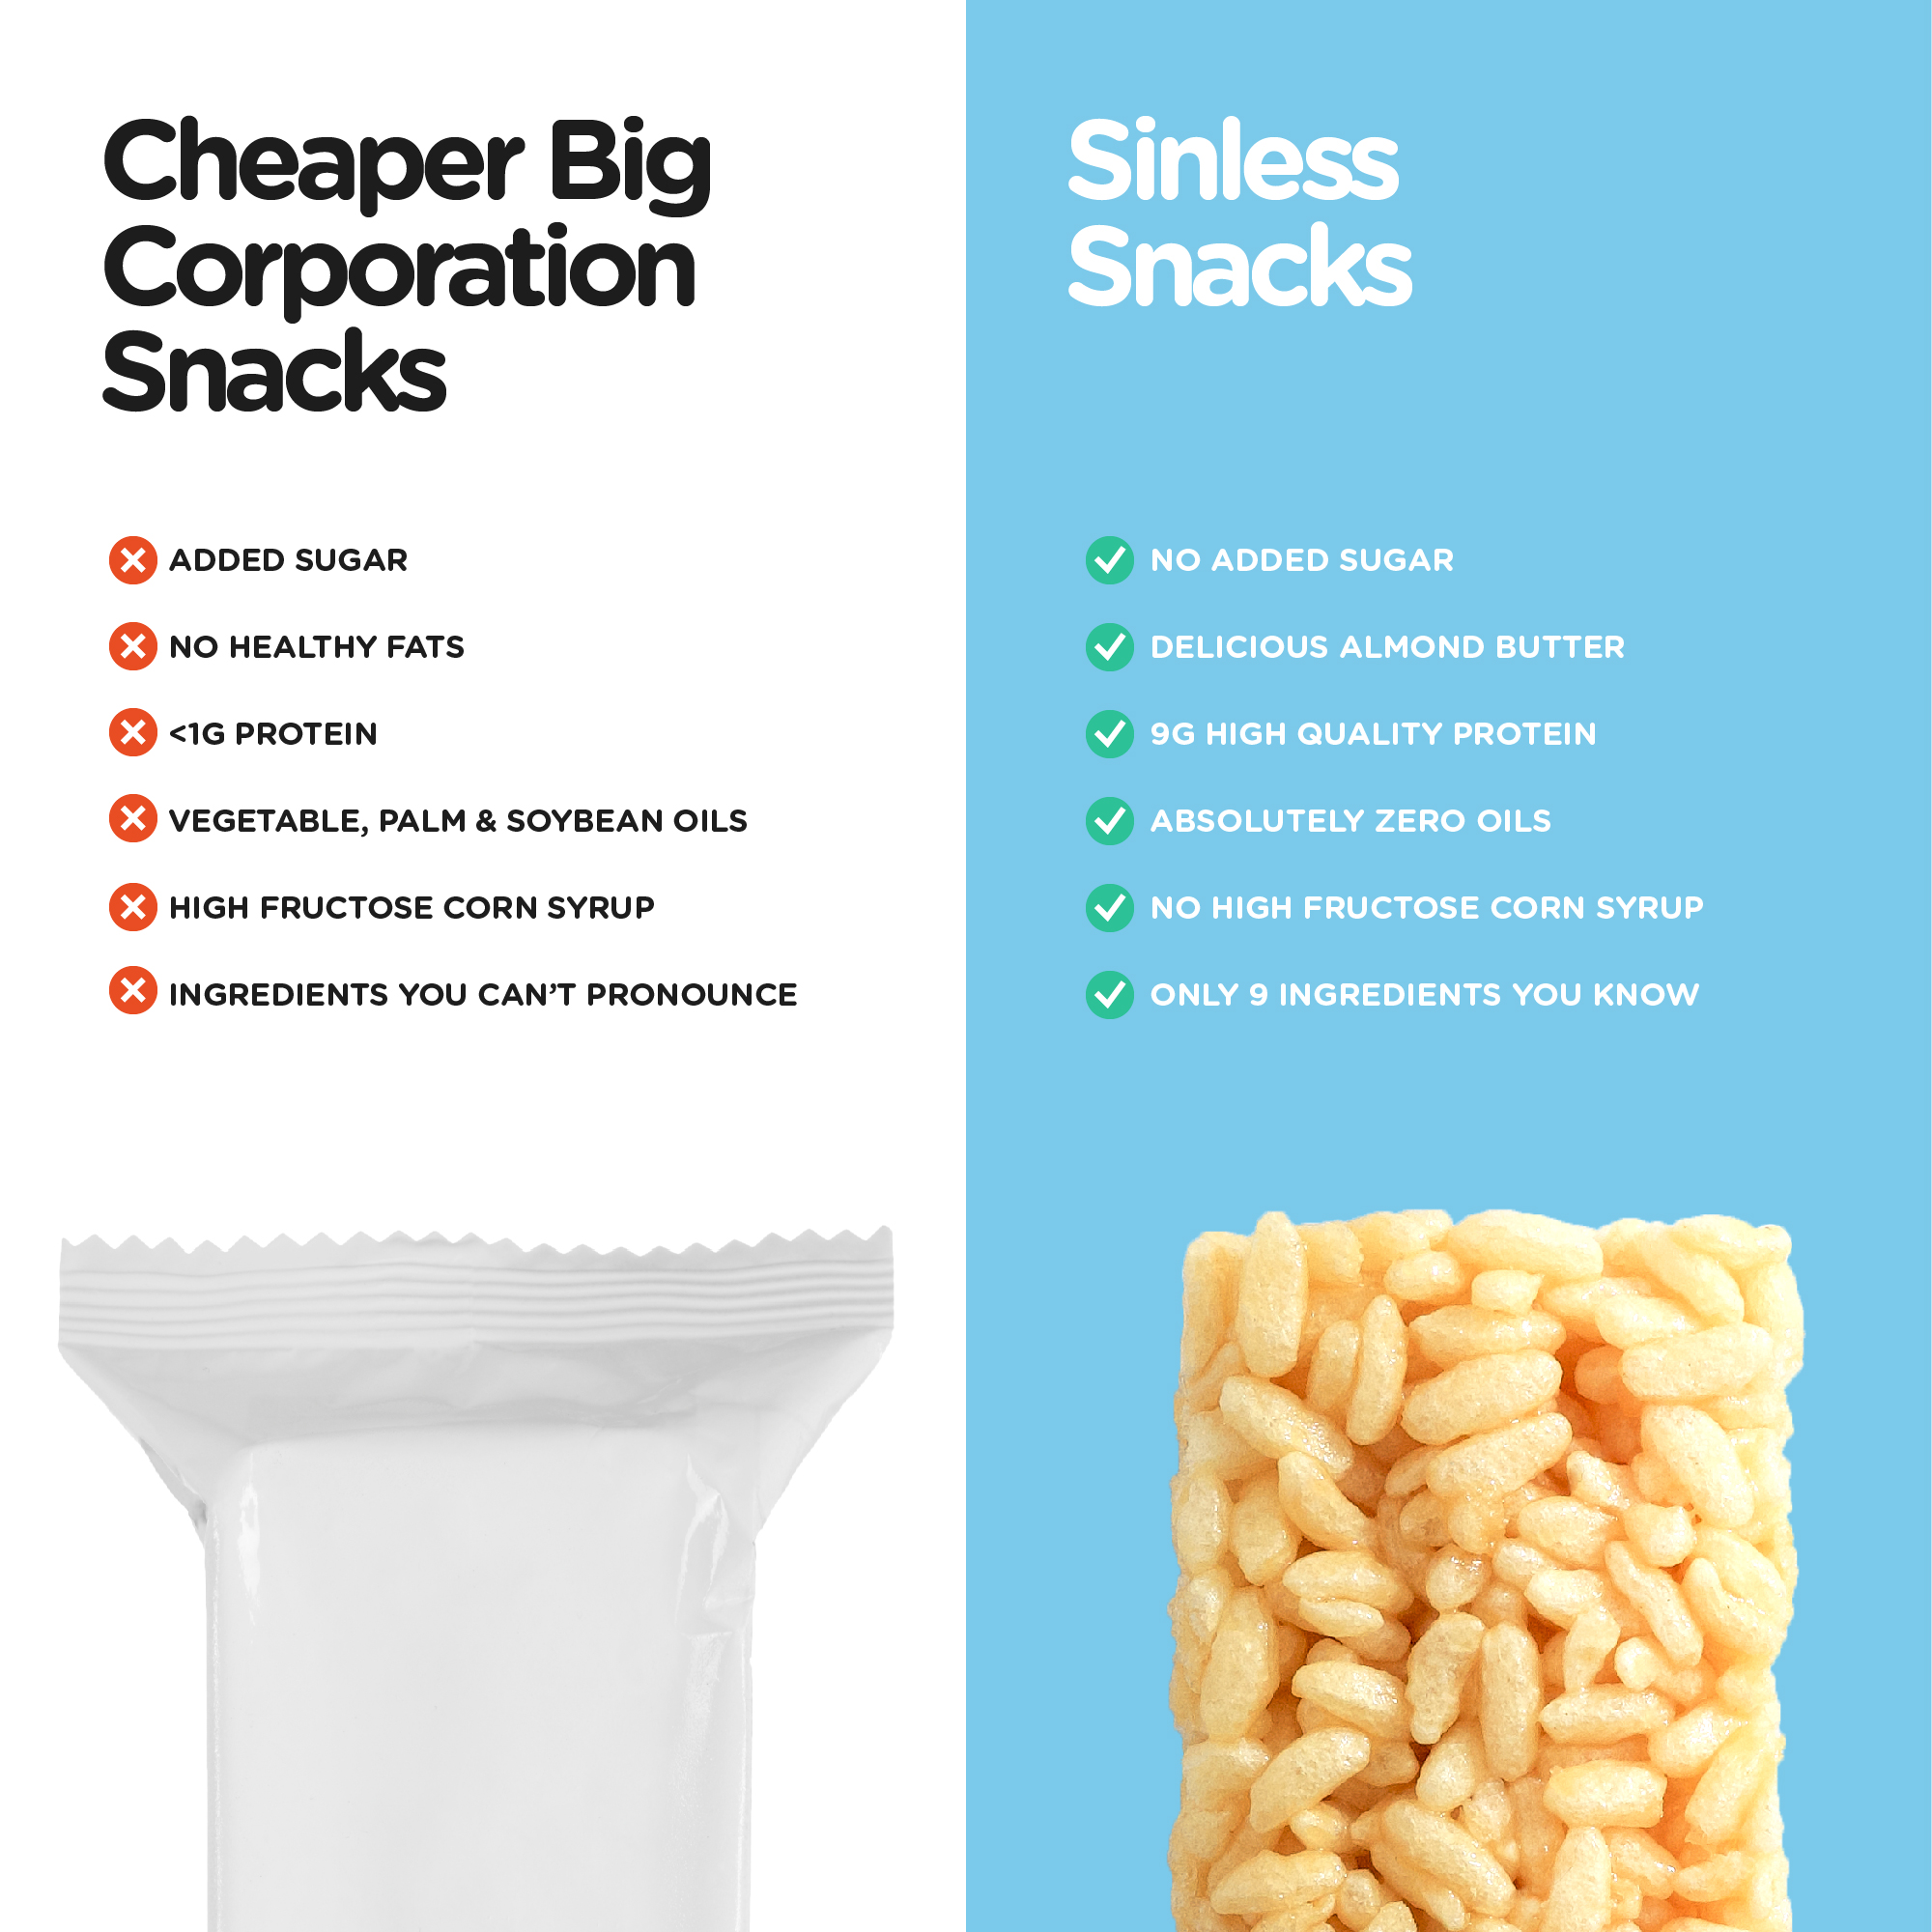 Cheaper Big
Corporation
Snacks
ADDED SUGAR
NO HEALTHY FATS
<1G PROTEIN
VEGETABLE, PALM & SOYBEAN OILS
HIGH FRUCTOSE CORN SYRUP
INGREDIENTS YOU CAN’T PRONOUNCE
Sinless
Snacks
NO ADDED SUGAR
DELICIOUS ALMOND BUTTER
9G HIGH QUALITY PROTEIN
ABSOLUTELY ZERO OILS
NO HIGH FRUCTOSE CORN SYRUP
ONLY 9 INGREDIENTS YOU KNOW